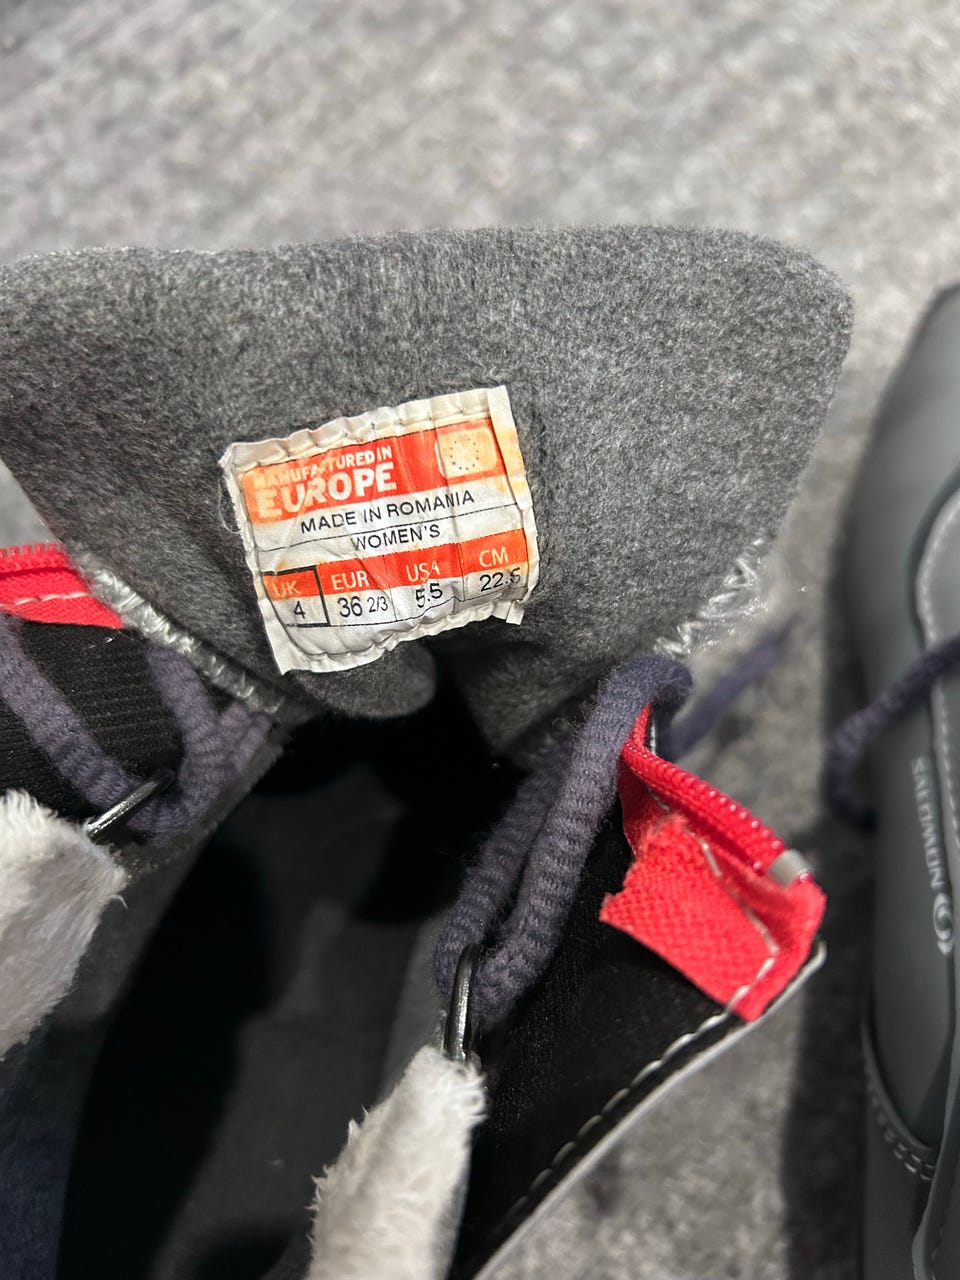 MANUFACTURED IN
EUROPE
MADE IN ROMANIA
WOMEN'S
UK EUR USA CM
4 36 2/3 5.5 22.5
SALOMON